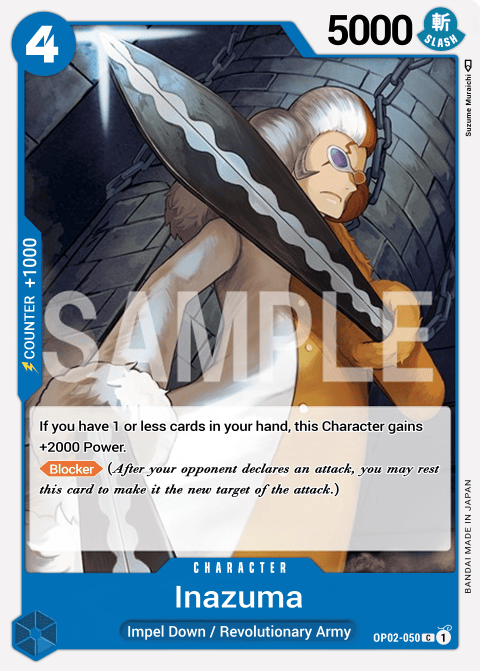 4
5000
斬
SLASH
Suzume Muraichi
COUNTER +1000
SAMPLE
If you have 1 or less cards in your hand, this Character gains
+2000 Power.
Blocker (After your opponent declares an attack, you may rest
this card to make it the new target of the attack.)
BANDAI MADE IN JAPAN
CHARACTER
Inazuma
Impel Down / Revolutionary Army
OP02-050 C 1